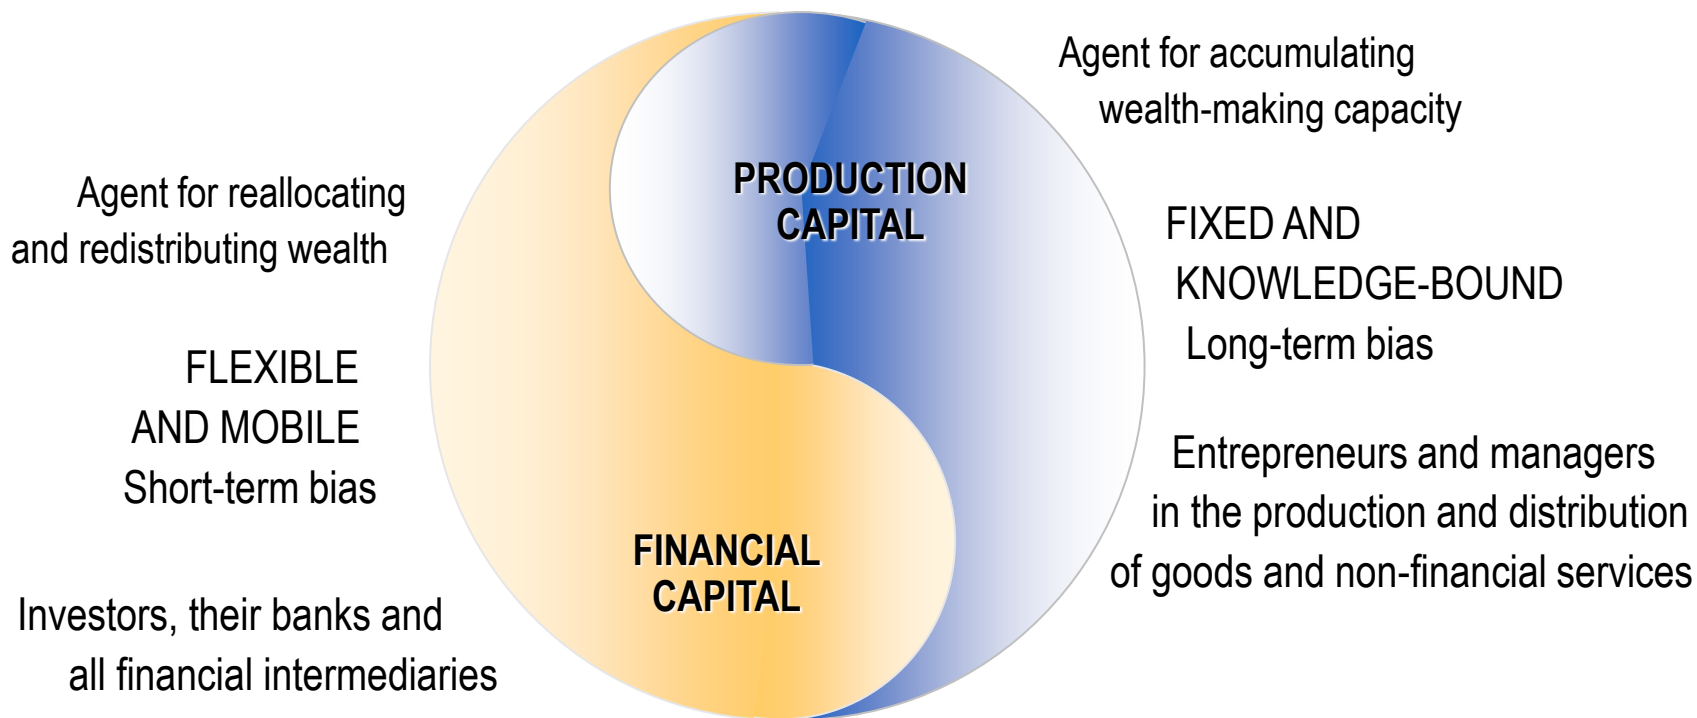 Agent for accumulating
wealth-making capacity
PRODUCTION
CAPITAL
Agent for reallocating
and redistributing wealth
FIXED AND
KNOWLEDGE-BOUND
Long-term bias
FLEXIBLE
AND MOBILE
Short-term bias
Entrepreneurs and managers
in the production and distribution
of goods and non-financial services
FINANCIAL
CAPITAL
Investors, their banks and
all financial intermediaries